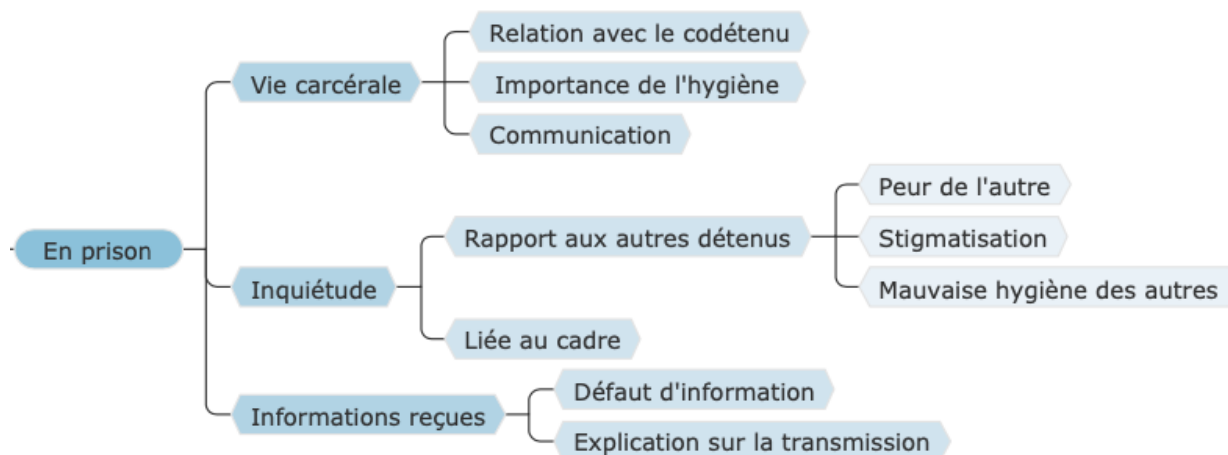 En prison
Vie carcérale
Relation avec le codétenu
Importance de l'hygiène
Communication
Inquiétude
Rapport aux autres détenus
Peur de l'autre
Stigmatisation
Mauvaise hygiène des autres
Liée au cadre
Informations reçues
Défaut d'information
Explication sur la transmission